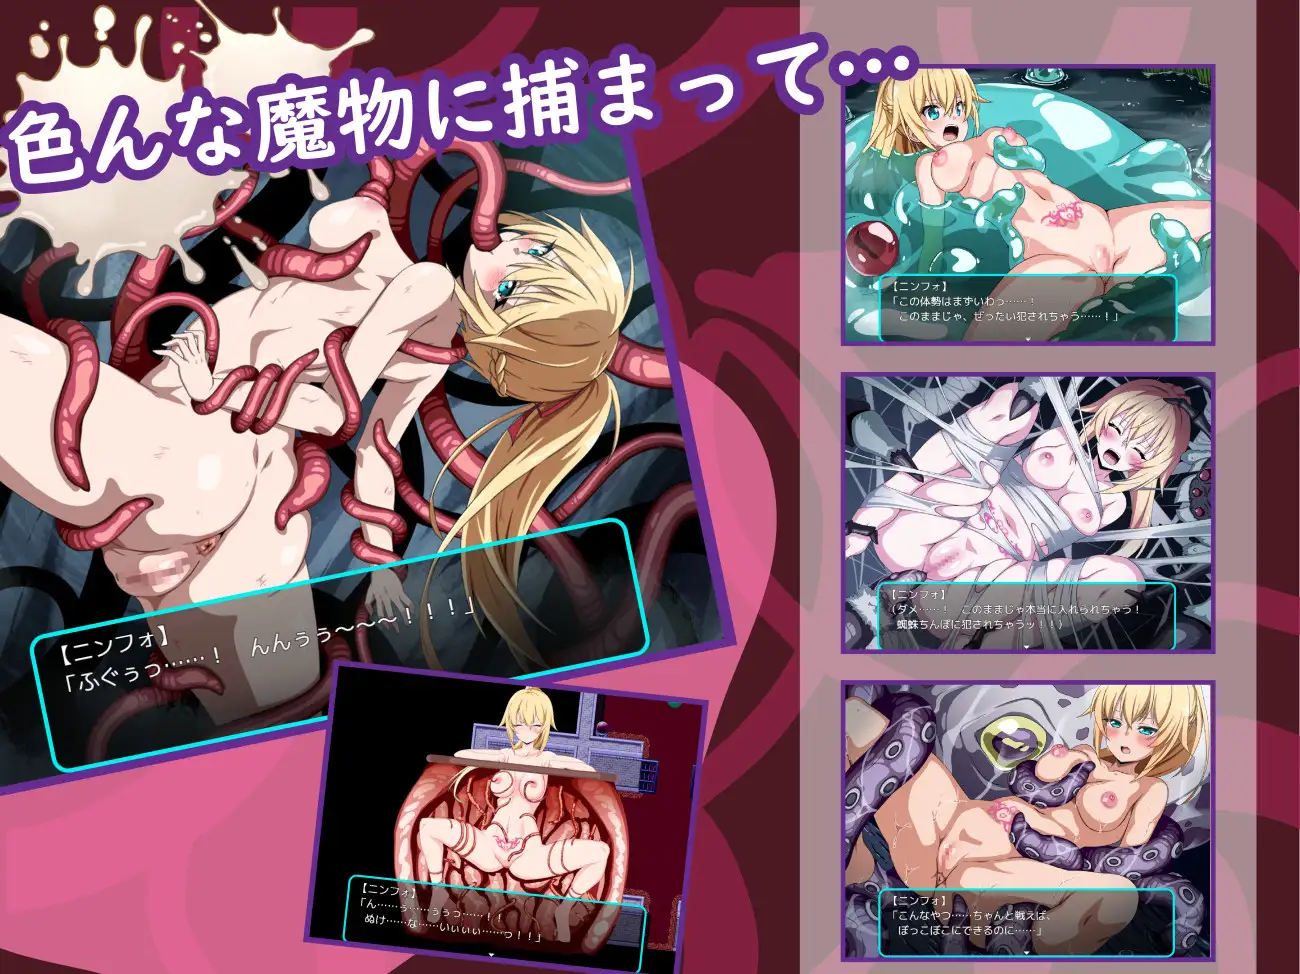 色んな魔物に捕まって…
【ニンフォ】
「ふぐぅっ……！　んんぅぅ～～～！！！」
【ニンフォ】
「ん……ぅ……ぅぅっ……！！
ぬけ……な……いぃぃぃ……っ！！」
【ニンフォ】
「この体勢はまずいわっ……！
このままじゃ、ぜったい犯されちゃう……！」
【ニンフォ】
（ダメ……！　このままじゃ本当に入れられちゃう！
蜘蛛ちんぽに犯されちゃうッ！！）
【ニンフォ】
「こんなやつ……ちゃんと戦えば、
ぼっこぼこにできるのに……」